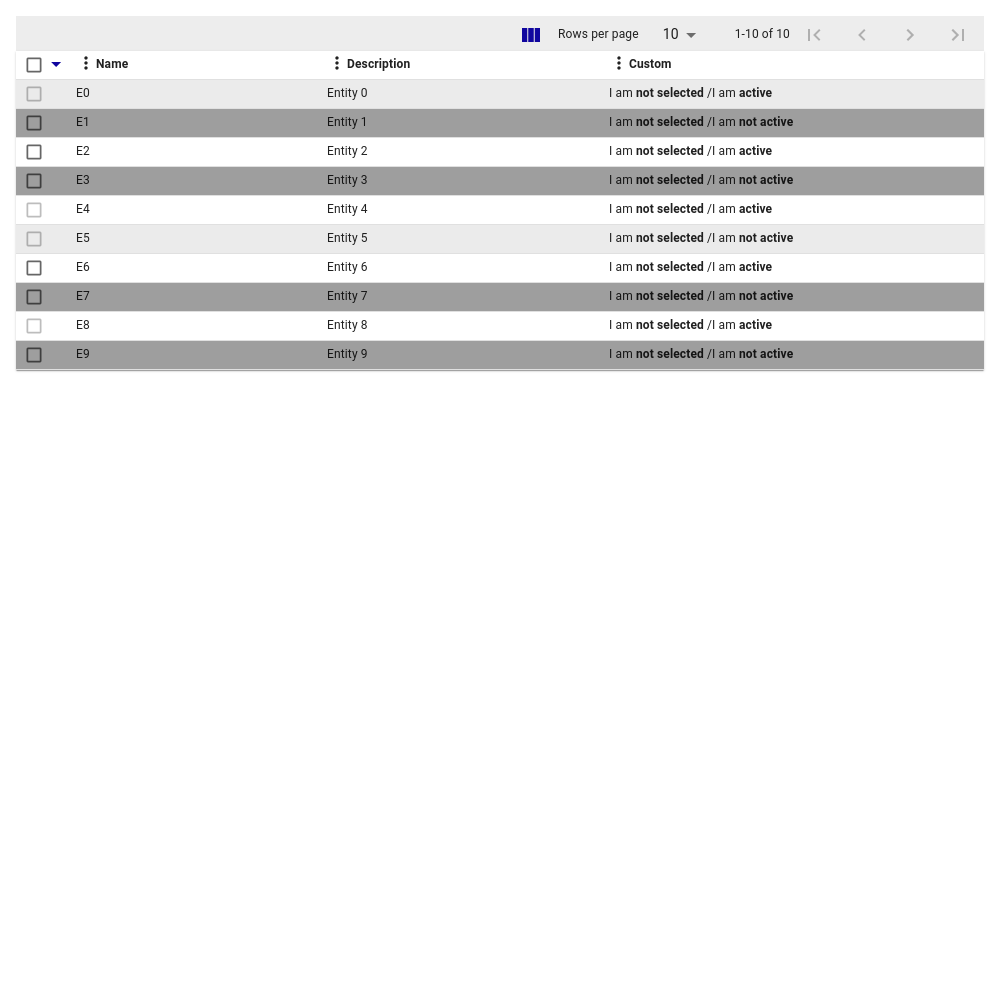 Rows per page 10 1-10 of 10
Name Description Custom
E0 Entity 0 I am not selected /I am active
E1 Entity 1 I am not selected /I am not active
E2 Entity 2 I am not selected /I am active
E3 Entity 3 I am not selected /I am not active
E4 Entity 4 I am not selected /I am active
E5 Entity 5 I am not selected /I am not active
E6 Entity 6 I am not selected /I am active
E7 Entity 7 I am not selected /I am not active
E8 Entity 8 I am not selected /I am active
E9 Entity 9 I am not selected /I am not active